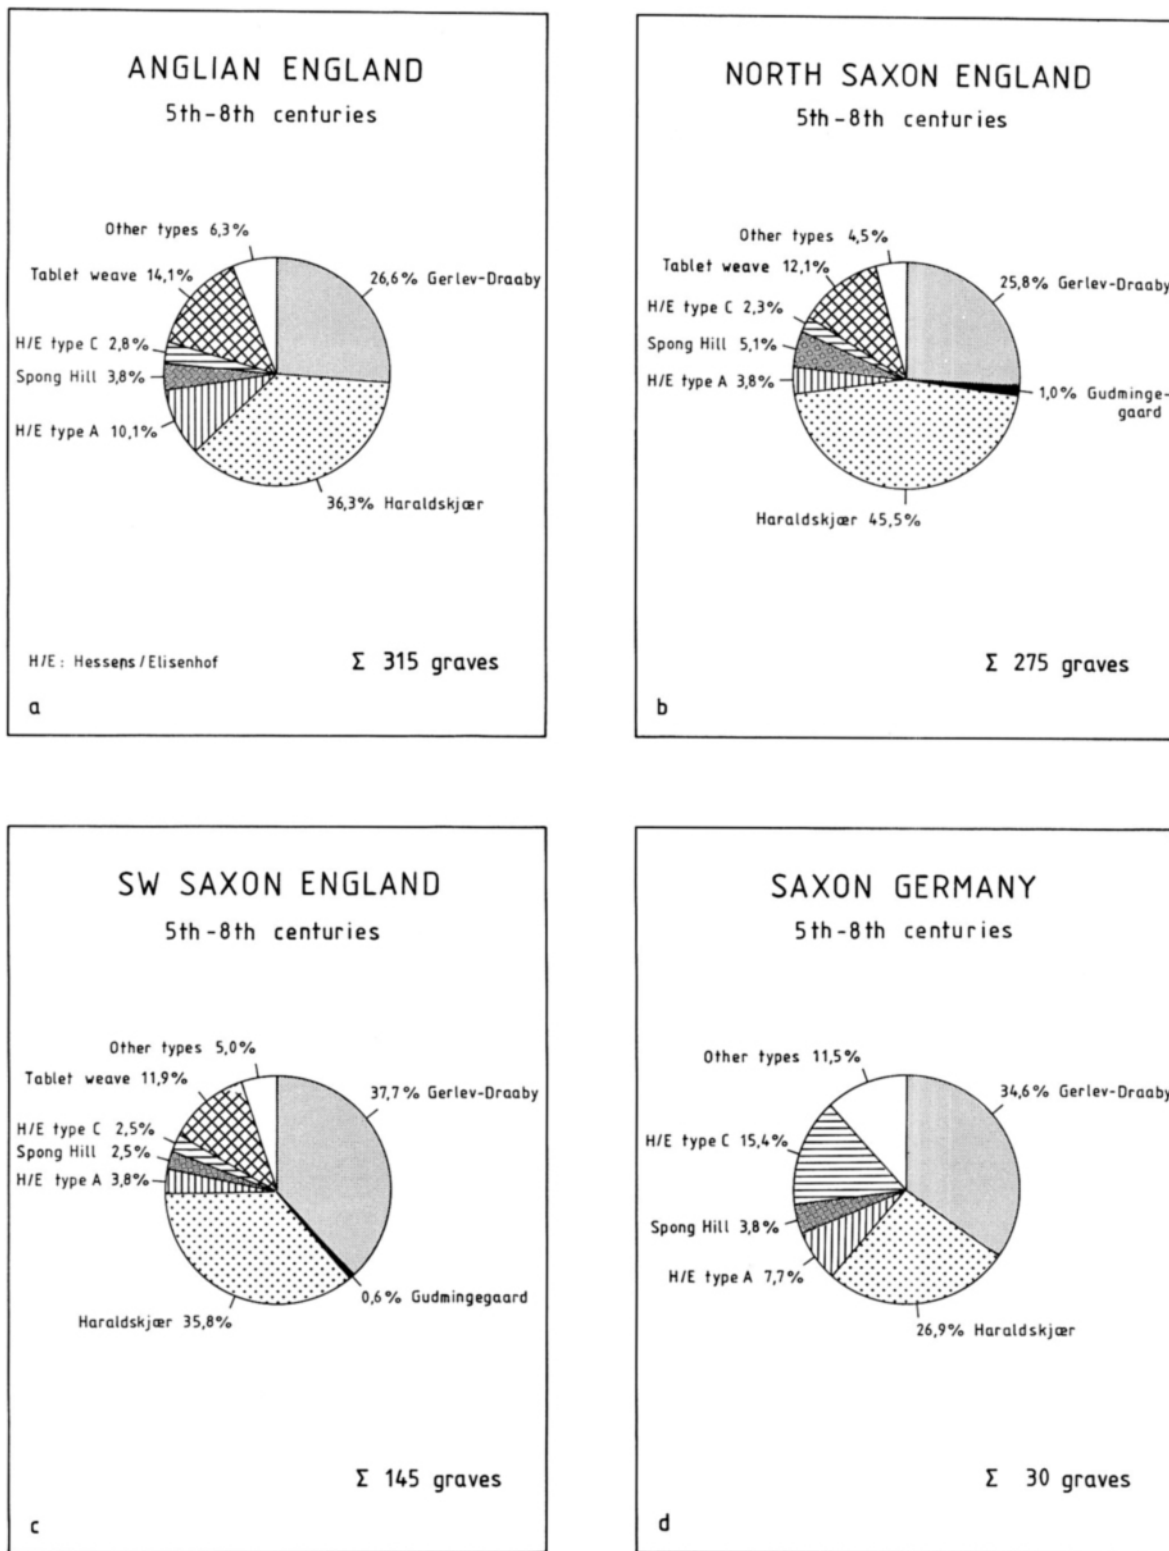 ANGLIAN ENGLAND
5th-8th centuries
Other types 6,3%
Tablet weave 14,1%
26,6% Gerlev-Draaby
H/E type C 2,8%
Spong Hill 3,8%
H/E type A 10,1%
36,3% Haraldskjær
H/E: Hessens/Elisenhof
Σ 315 graves
a
NORTH SAXON ENGLAND
5th-8th centuries
Other types 4,5%
Tablet weave 12,1%
25,8% Gerlev-Draaby
H/E type C 2,3%
Spong Hill 5,1%
H/E type A 3,8%
1,0% Gudminge-
gaard
Haraldskjær 45,5%
Σ 275 graves
b
SW SAXON ENGLAND
5th-8th centuries
Other types 5,0%
Tablet weave 11,9%
37,7% Gerlev-Draaby
H/E type C 2,5%
Spong Hill 2,5%
H/E type A 3,8%
0,6% Gudmingegaard
Haraldskjær 35,8%
Σ 145 graves
c
SAXON GERMANY
5th-8th centuries
Other types 11,5%
34,6% Gerlev-Draaby
H/E type C 15,4%
Spong Hill 3,8%
H/E type A 7,7%
26,9% Haraldskjær
Σ 30 graves
d